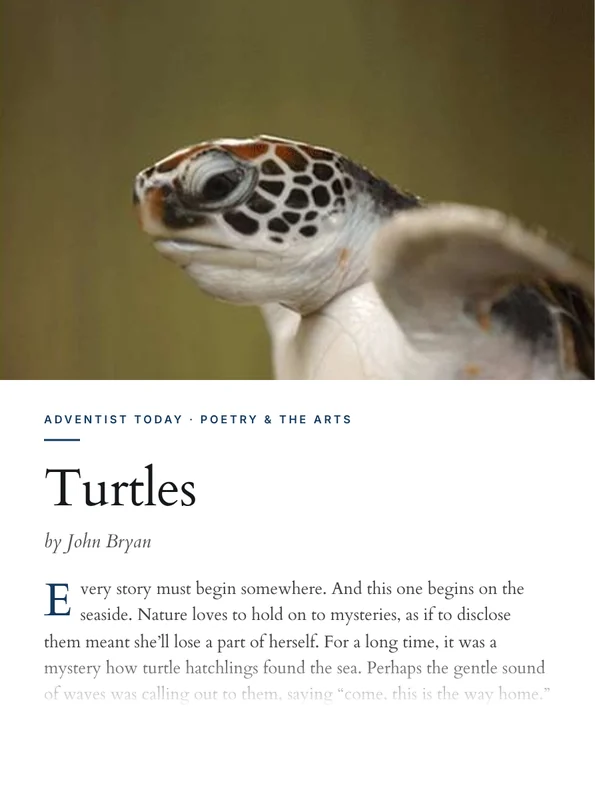 ADVENTIST TODAY · POETRY & THE ARTS
Turtles
by John Bryan
Every story must begin somewhere. And this one begins on the
seaside. Nature loves to hold on to mysteries, as if to disclose
them meant she’ll lose a part of herself. For a long time, it was a
mystery how turtle hatchlings found the sea. Perhaps the gentle sound
of waves was calling out to them, saying “come, this is the way home.”